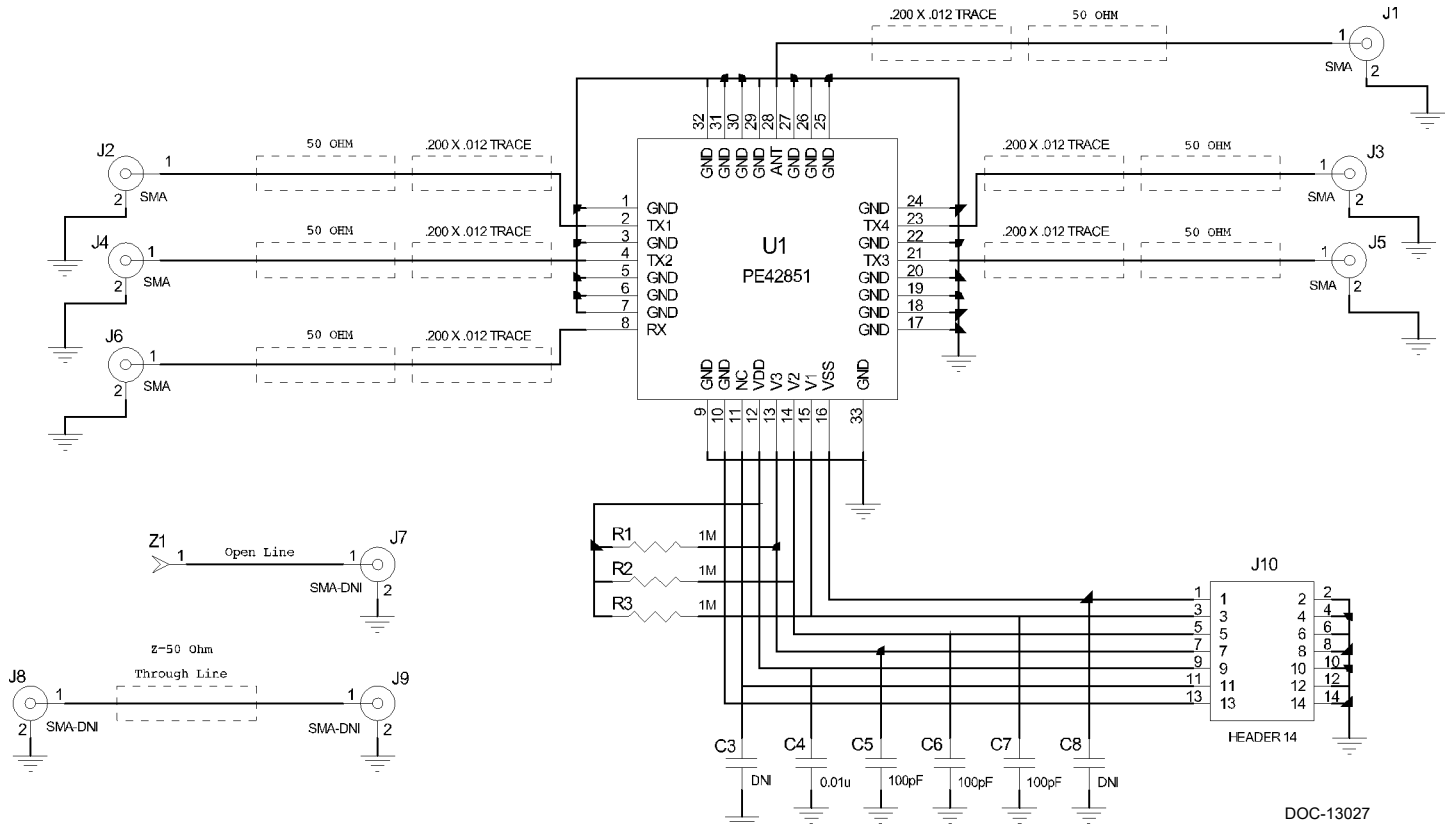 .200 X .012 TRACE 50 OHM J1
1
SMA 2
32 31 30 29 28 27 26 25
GND GND GND GND ANT GND GND GND
J2 1 50 OHM .200 X .012 TRACE
2 SMA
J4 1 50 OHM .200 X .012 TRACE
2 SMA
J6 1 50 OHM .200 X .012 TRACE
2 SMA
1 GND
2 TX1
3 GND
4 TX2
5 GND
6 GND
7 GND
8 RX
U1
PE42851
GND 24
TX4 23
GND 22
TX3 21
GND 20
GND 19
GND 18
GND 17
.200 X .012 TRACE 50 OHM 1 J3
SMA 2
.200 X .012 TRACE 50 OHM 1 J5
SMA 2
GND GND NC VDD V3 V2 V1 VSS GND
9 10 11 12 13 14 15 16 33
R1 1M
R2 1M
R3 1M
Z1 1 Open Line 1 J7
SMA-DNI 2
Z-50 Ohm
J8 1 Through Line 1 J9
2 SMA-DNI SMA-DNI 2
J10
1 1 2 2
3 3 4 4
5 5 6 6
7 7 8 8
9 9 10 10
11 11 12 12
13 13 14 14
HEADER 14
C3 C4 C5 C6 C7 C8
DNI 0.01u 100pF 100pF 100pF DNI
DOC-13027